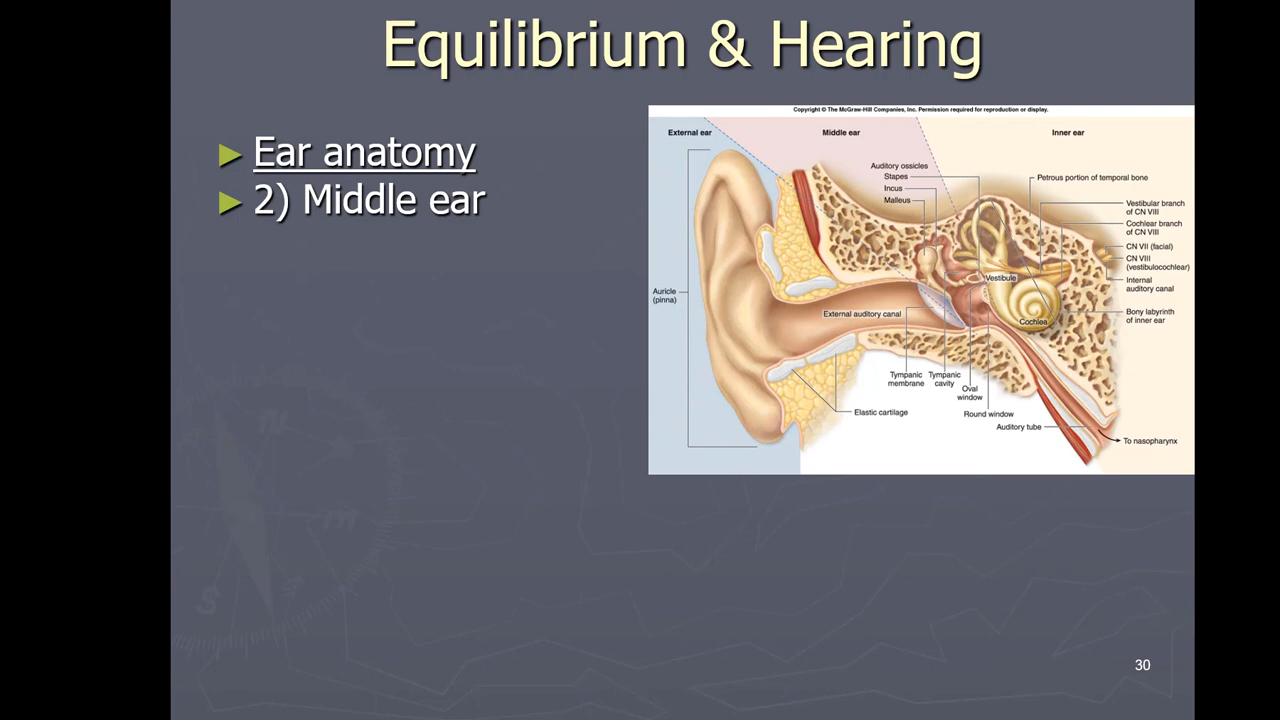 Equilibrium & Hearing
► Ear anatomy
► 2) Middle ear
Copyright © The McGraw-Hill Companies, Inc. Permission required for reproduction or display.
External ear
Middle ear
Inner ear
Auditory ossicles
Stapes
Incus
Malleus
Petrous portion of temporal bone
Vestibular branch
of CN VIII
Cochlear branch
of CN VIII
CN VII (facial)
CN VIII
(vestibulocochlear)
Internal
auditory canal
Bony labyrinth
of inner ear
Vestibule
Cochlea
Auricle
(pinna)
External auditory canal
Tympanic
membrane
Tympanic
cavity
Oval
window
Round window
Elastic cartilage
Auditory tube
To nasopharynx
S
30